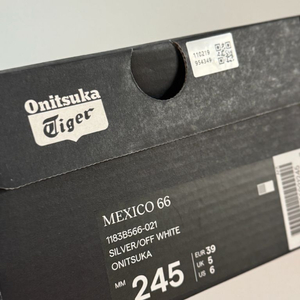 Onitsuka
Tiger
MEXICO 66
1183B566-021
SILVER/OFF WHITE
ONITSUKA
MM 245
EUR 39
UK 5
US 6